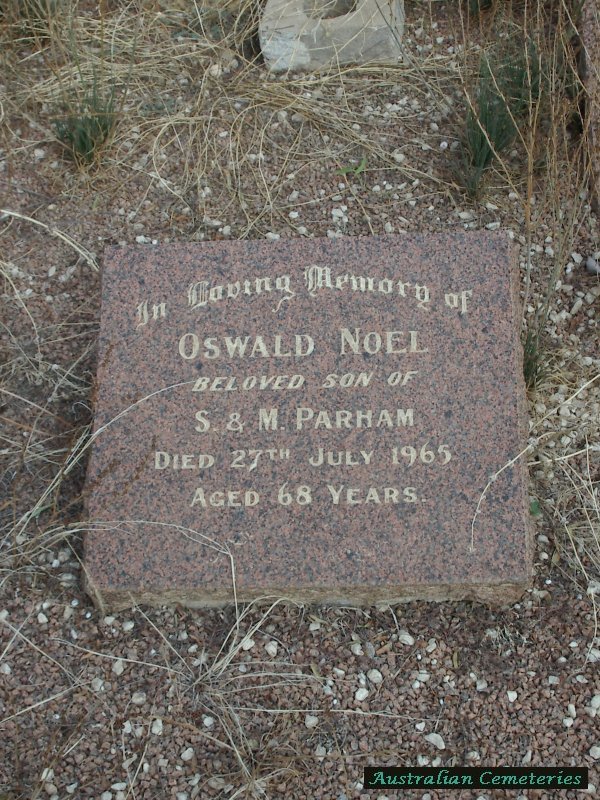 In Loving Memory of
OSWALD NOEL
BELOVED SON OF
S. & M. PARHAM
DIED 27TH JULY 1965
AGED 68 YEARS.
Australian Cemeteries